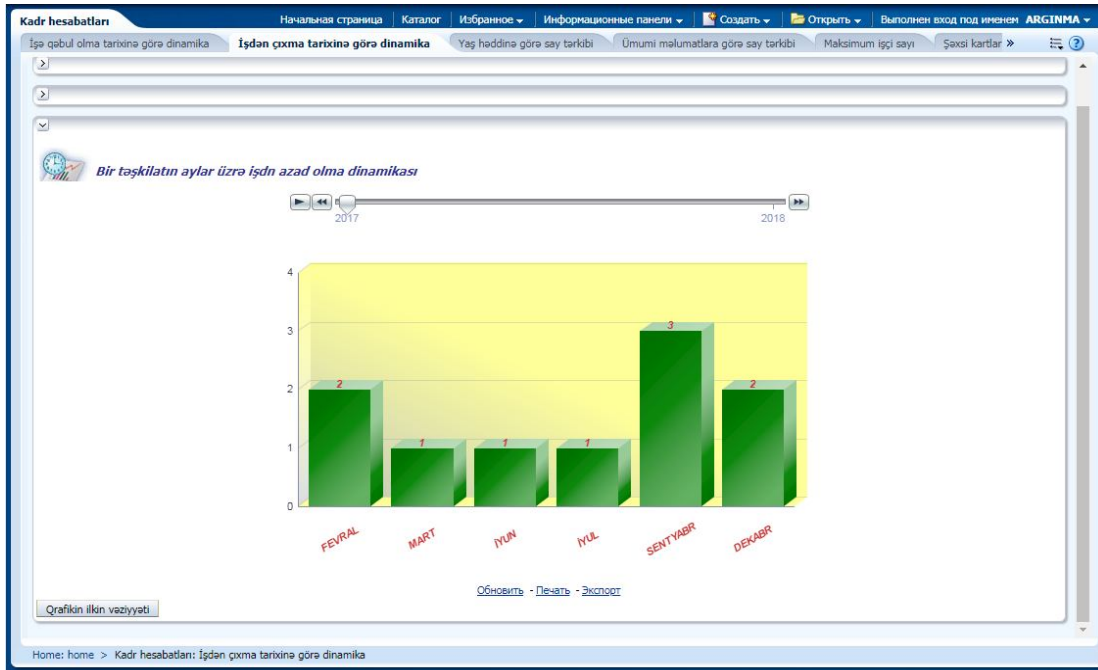 Kadr hesabatları
Начальная страница Каталог Избранное Информационные панели Создать Открыть Выполнен вход под именем ARGINMA
İşə qəbul olma tarixinə görə dinamika İşdən çıxma tarixinə görə dinamika Yaş həddinə görə say tərkibi Ümumi məlumatlara görə say tərkibi Maksimum işçi sayı Şəxsi kartlar »
Bir təşkilatın aylar üzrə işdn azad olma dinamikası
2017 2018
4
3
2
1
0
2 1 1 1 3 2
FEVRAL MART İYUN İYUL SENTYABR DEKABR
Обновить - Печать - Экспорт
Qrafikin ilkin vəziyyəti
Home: home > Kadr hesabatları: İşdən çıxma tarixinə görə dinamika